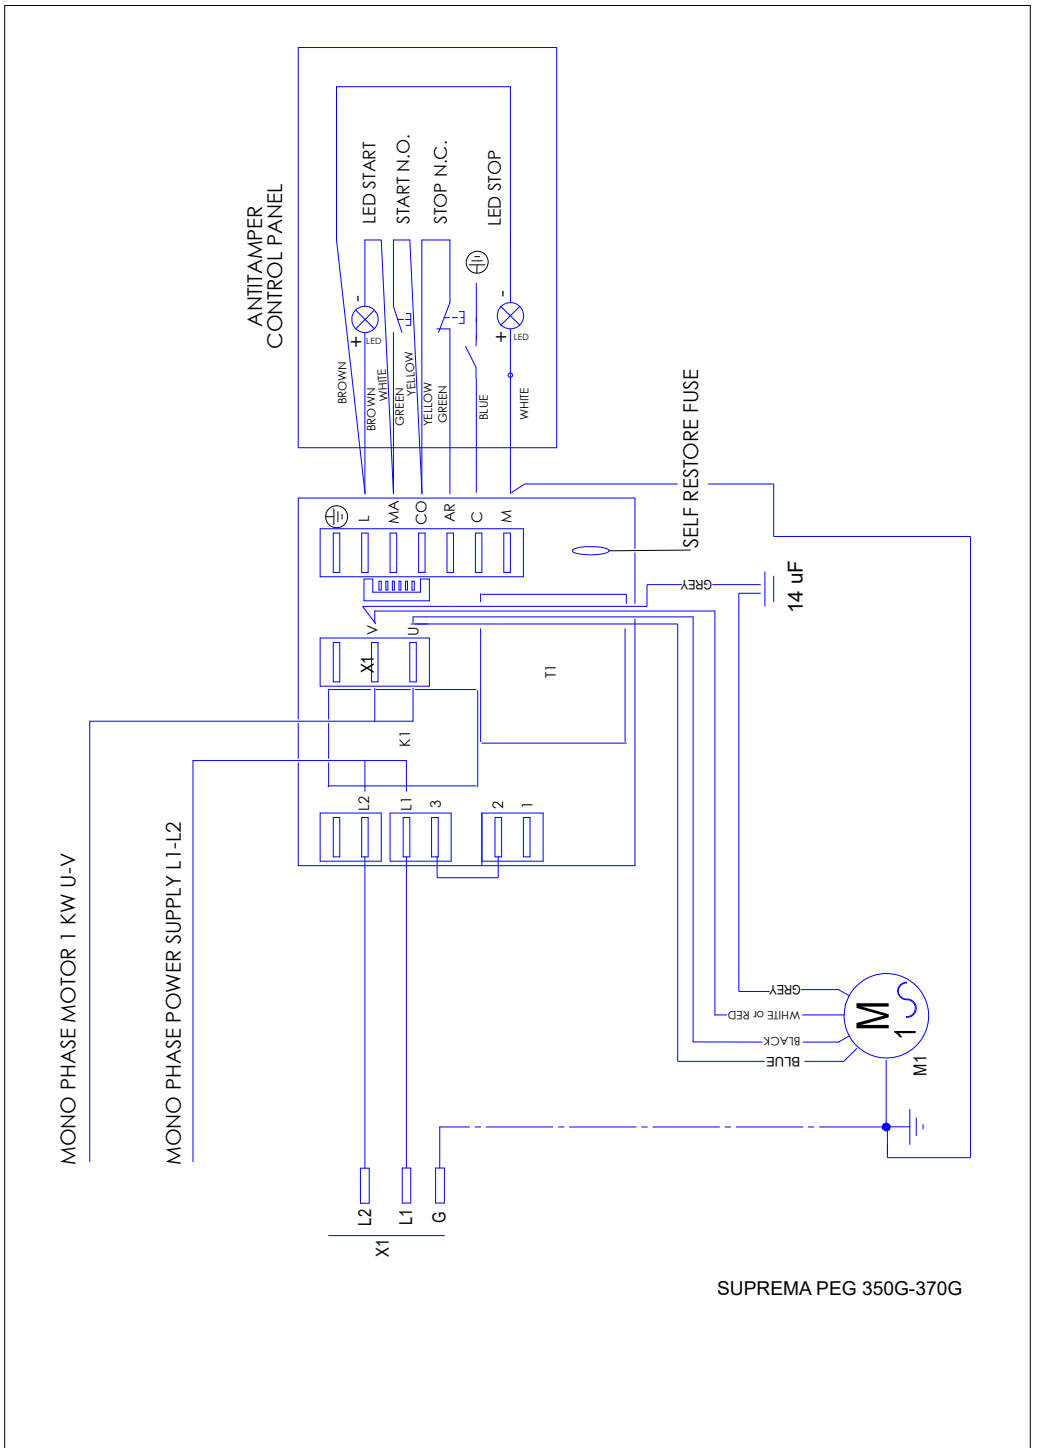 ANTITAMPER
CONTROL PANEL
LED START
START N.O.
STOP N.C.
LED STOP
+
-
LED
+
-
LED
BROWN
BROWN
WHITE
GREEN
YELLOW
YELLOW
GREEN
BLUE
WHITE
SELF RESTORE FUSE
L
MA
CO
AR
C
M
V
X1
U
K1
T1
GREY
14 uF
L2
L1
3
2
1
MONO PHASE MOTOR 1 KW U-V
MONO PHASE POWER SUPPLY L1-L2
GREY
WHITE or RED
BLACK
BLUE
M
1
M1
L2
L1
G
X1
SUPREMA PEG 350G-370G